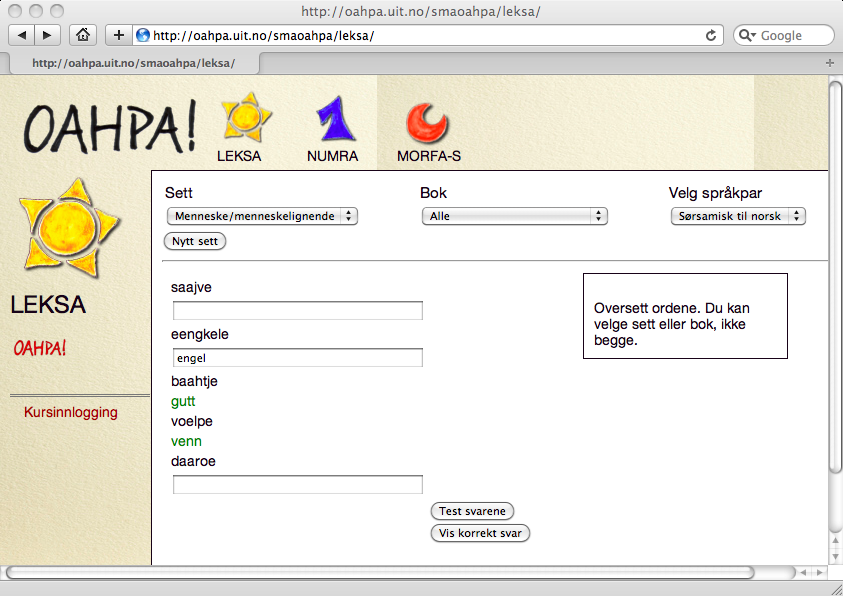 http://oahpa.uit.no/smaoahpa/leksa/
http://oahpa.uit.no/smaoahpa/leksa/
Google
http://oahpa.uit.no/smaoahpa/leksa/
OAHPA!
LEKSA
NUMRA
MORFA-S
LEKSA
OAHPA!
Kursinnlogging
Sett
Bok
Velg språkpar
Menneske/menneskelignende
Alle
Sørsamisk til norsk
Nytt sett
saajve
eengkele
engel
baahtje
gutt
voelpe
venn
daaroe
Test svarene
Vis korrekt svar
Oversett ordene. Du kan
velge sett eller bok, ikke
begge.